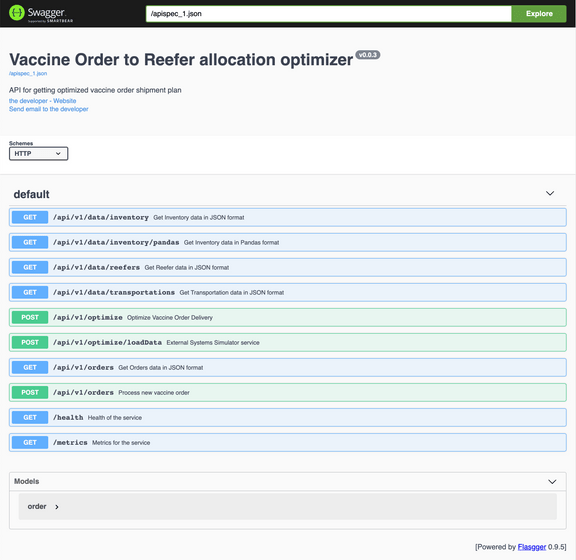 Swagger
Supported by SMARTBEAR
/apispec_1.json
Explore
Vaccine Order to Reefer allocation optimizer v0.0.3
/apispec_1.json
API for getting optimized vaccine order shipment plan
the developer - Website
Send email to the developer
Schemes
HTTP
default
GET /api/v1/data/inventory Get Inventory data in JSON format
GET /api/v1/data/inventory/pandas Get Inventory data in Pandas format
GET /api/v1/data/reefers Get Reefer data in JSON format
GET /api/v1/data/transportations Get Transportation data in JSON format
POST /api/v1/optimize Optimize Vaccine Order Delivery
POST /api/v1/optimize/loadData External Systems Simulator service
GET /api/v1/orders Get Orders data in JSON format
POST /api/v1/orders Process new vaccine order
GET /health Health of the service
GET /metrics Metrics for the service
Models
order
[Powered by Flasgger 0.9.5]